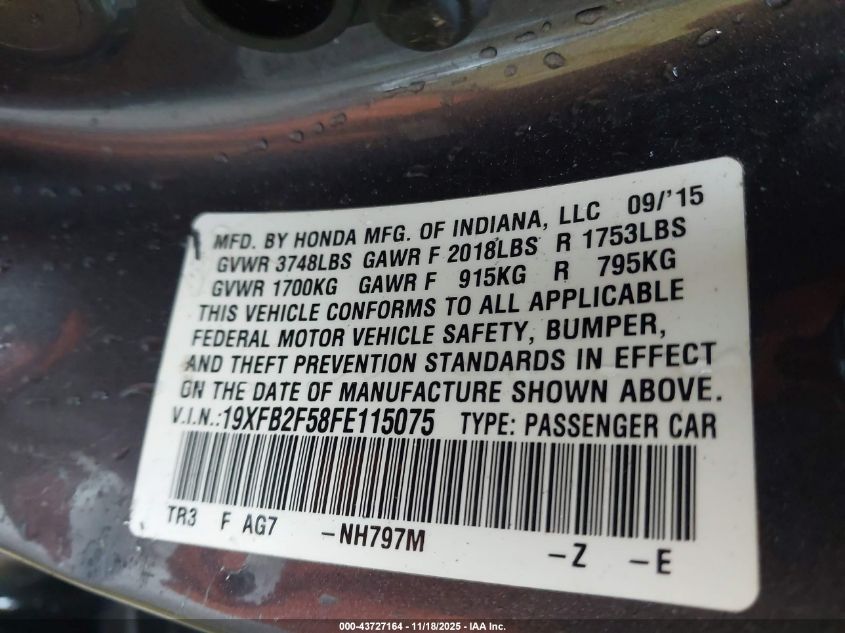 MFD. BY HONDA MFG. OF INDIANA, LLC 09/'15
GVWR 3748LBS GAWR F 2018LBS R 1753LBS
GVWR 1700KG GAWR F 915KG R 795KG
THIS VEHICLE CONFORMS TO ALL APPLICABLE
FEDERAL MOTOR VEHICLE SAFETY, BUMPER,
AND THEFT PREVENTION STANDARDS IN EFFECT
ON THE DATE OF MANUFACTURE SHOWN ABOVE.
V.I.N.:19XFB2F58FE115075 TYPE: PASSENGER CAR
TR3 F AG7 -NH797M -Z -E
000-43727164 - 11/18/2025 - IAA Inc.